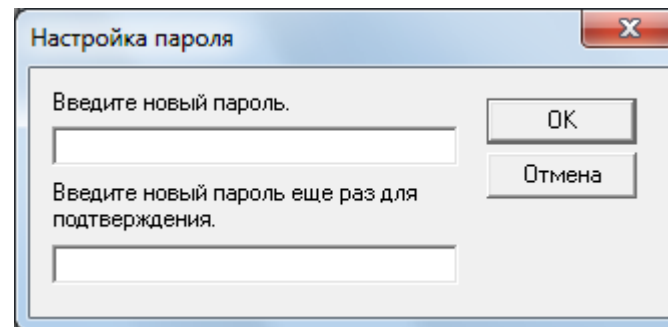 Настройка пароля
Введите новый пароль.
OK
Отмена
Введите новый пароль еще раз для
подтверждения.